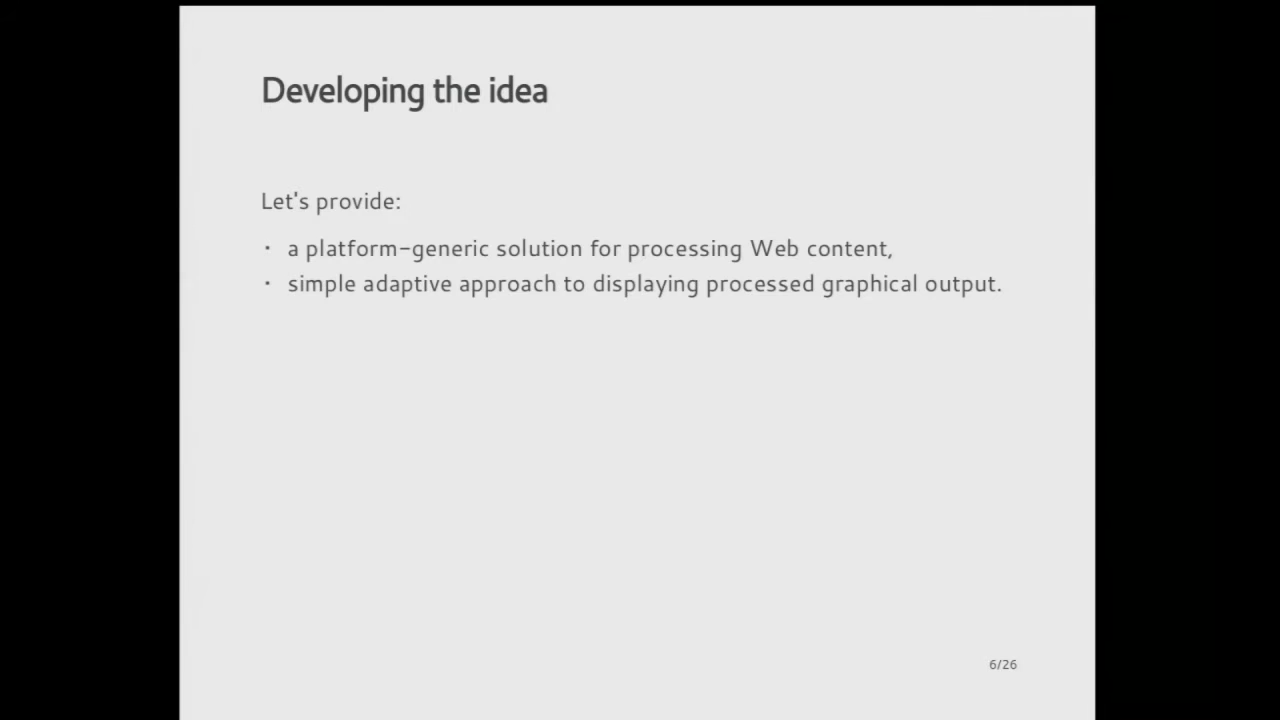 Developing the idea
Let's provide:
· a platform-generic solution for processing Web content,
· simple adaptive approach to displaying processed graphical output.
6/26